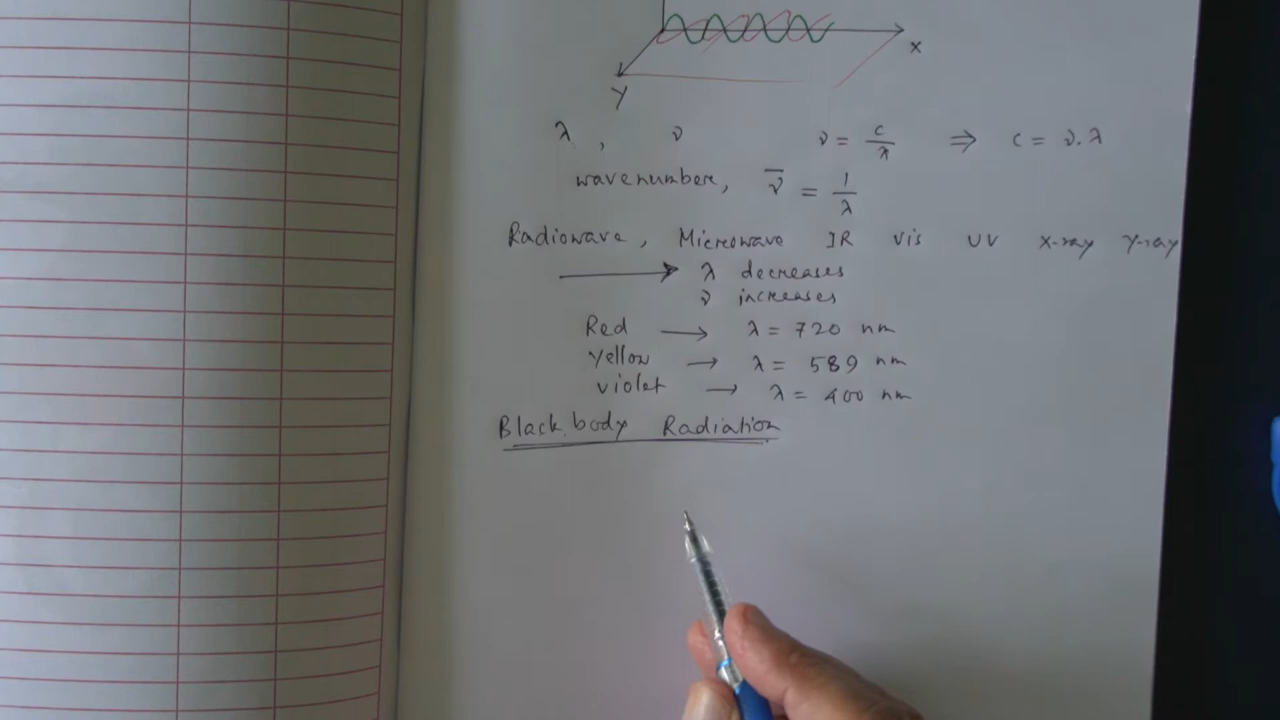 x
y
λ , ν ν = c/λ ⇒ c = ν.λ
wavenumber, ν̄ = 1/λ
Radiowave, Microwave IR Vis UV X-ray γ-ray
⟶ λ decreases
ν increases
Red ⟶ λ = 720 nm
Yellow → λ = 589 nm
violet → λ = 400 nm
Black body Radiation